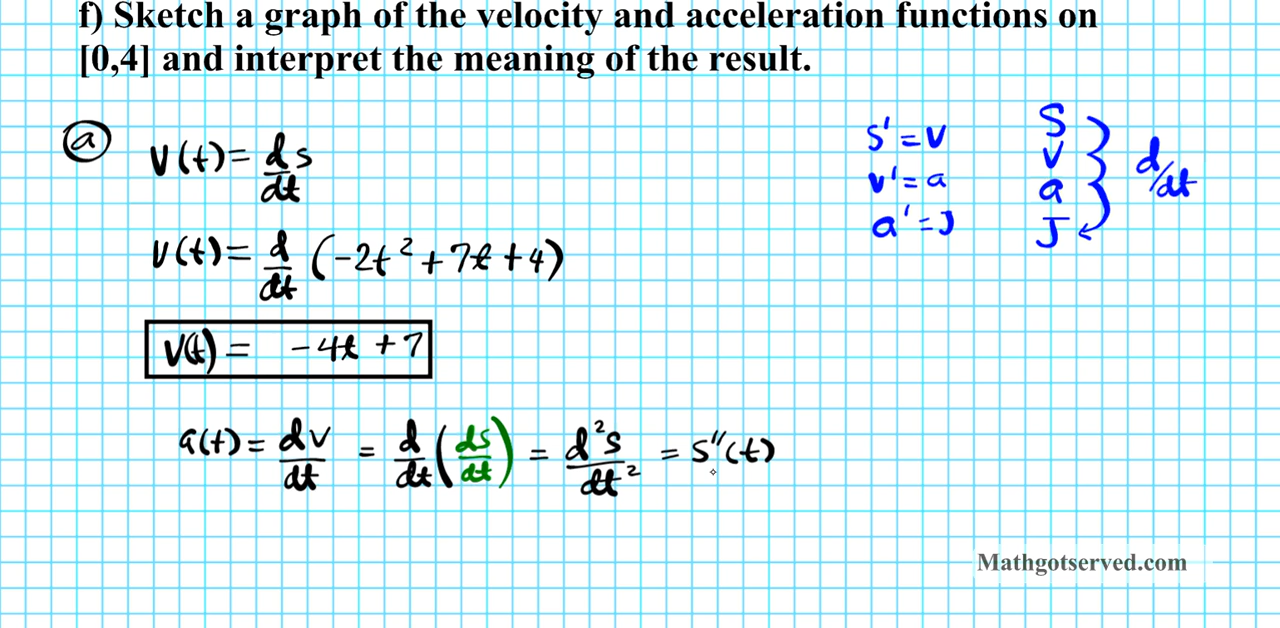 f) Sketch a graph of the velocity and acceleration functions on
[0,4] and interpret the meaning of the result.
a
V(t) = ds/dt
V(t) = d/dt (-2t² + 7t + 4)
V(t) = -4t + 7
a(t) = dv/dt = d/dt (ds/dt) = d²s/dt² = s''(t)
s' = v
v' = a
a' = J
S
V
a
J
d/dt
Mathgotserved.com